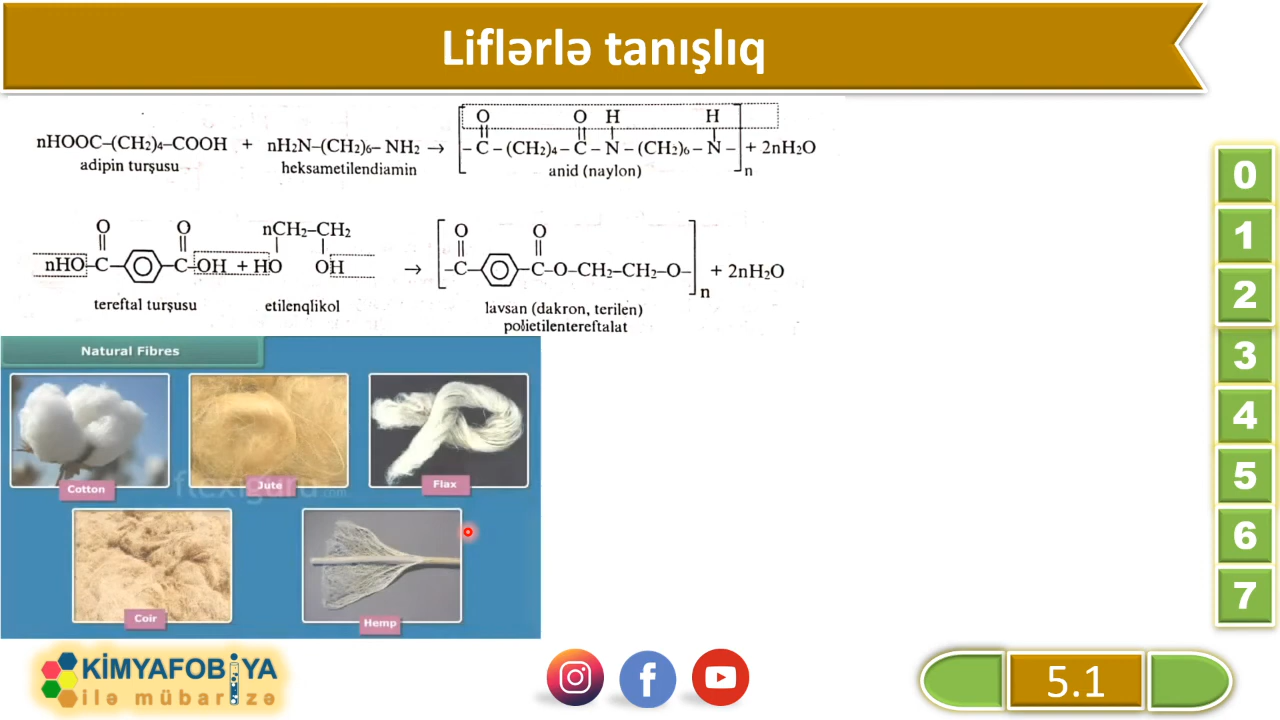 Liflərlə tanışlıq
O O H H
nHOOC–(CH2)4–COOH + nH2N–(CH2)6– NH2 → – C – (CH2)4 – C – N – (CH2)6 – N – + 2nH2O
adipin turşusu heksametilendiamin anid (naylon) n
O O nCH2–CH2 O O
nHO–C– –C–OH + HO OH → –C– –C–O–CH2–CH2–O– + 2nH2O
n
tereftal turşusu etilenqlikol lavsan (dakron, terilen)
polietilentereftalat
Natural Fibres
Cotton Jute Flax
Coir Hemp
0
1
2
3
4
5
6
7
KİMYAFOBİYA
ilə mübarizə
5.1